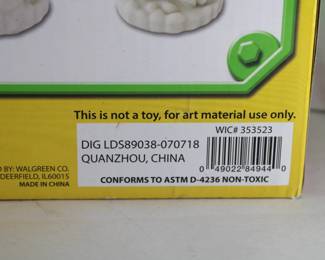 This is not a toy, for art material use only.
WIC# 353523
DIG LDS89038-070718
QUANZHOU, CHINA
0 49022 84944 0
CONFORMS TO ASTM D-4236 NON-TOXIC
D BY: WALGREEN CO.
DEERFIELD, IL60015
MADE IN CHINA